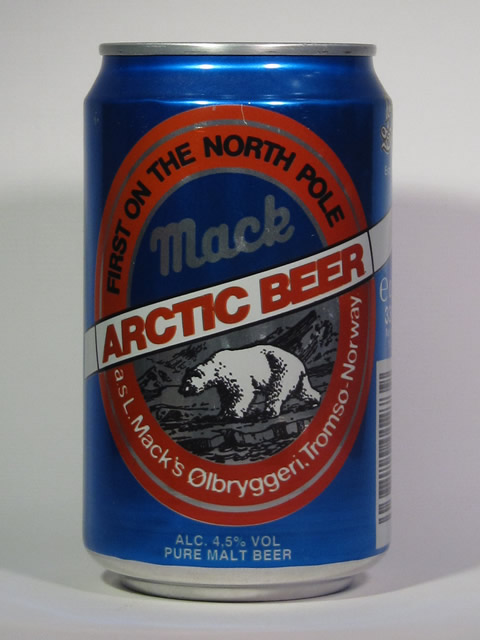 FIRST ON THE NORTH POLE
Mack
ARCTIC BEER
a s L. Mack's Ølbryggeri. Tromsø-Norway
ALC. 4.5% VOL
PURE MALT BEER